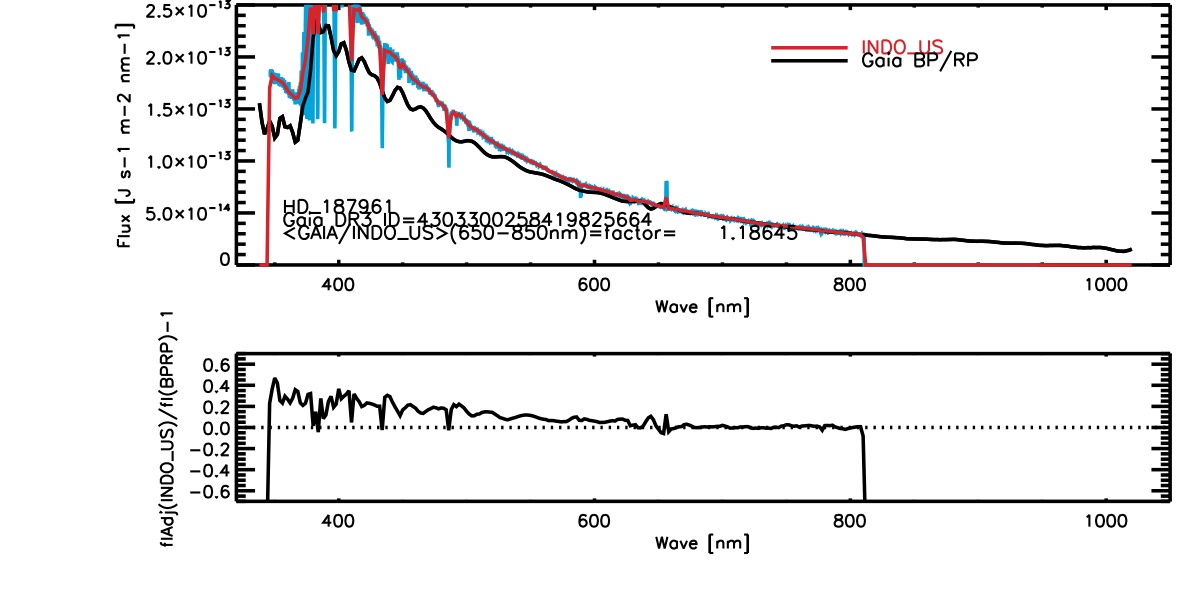 2.5×10−13
2.0×10−13
1.5×10−13
1.0×10−13
5.0×10−14
0
Flux [J s−1 m−2 nm−1]
INDO_US
Gaia BP/RP
HD_187961
Gaia DR3 ID=4303300258419825664
<GAIA/INDO_US>(650−850nm)=factor= 1.18645
400 600 800 1000
Wave [nm]
0.6
0.4
0.2
0.0
−0.2
−0.4
−0.6
flAdj(INDO_US)/fl(BPRP)−1
400 600 800 1000
Wave [nm]